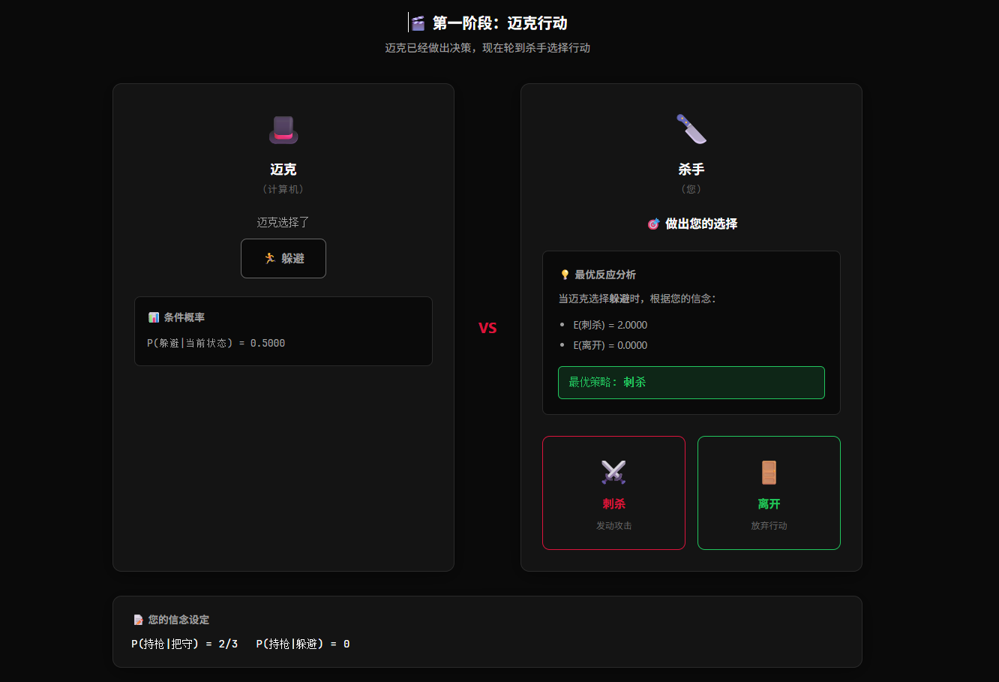 第一阶段：迈克行动
迈克已经做出决策，现在轮到杀手选择行动
迈克
（计算机）
迈克选择了
躲避
条件概率
P(躲避|当前状态) = 0.5000
VS
杀手
（您）
做出您的选择
最优反应分析
当迈克选择躲避时，根据您的信念：
E(刺杀) = 2.0000
E(离开) = 0.0000
最优策略: 刺杀
刺杀
发动攻击
离开
放弃行动
您的信念设定
P(持枪|把守) = 2/3 P(持枪|躲避) = 0